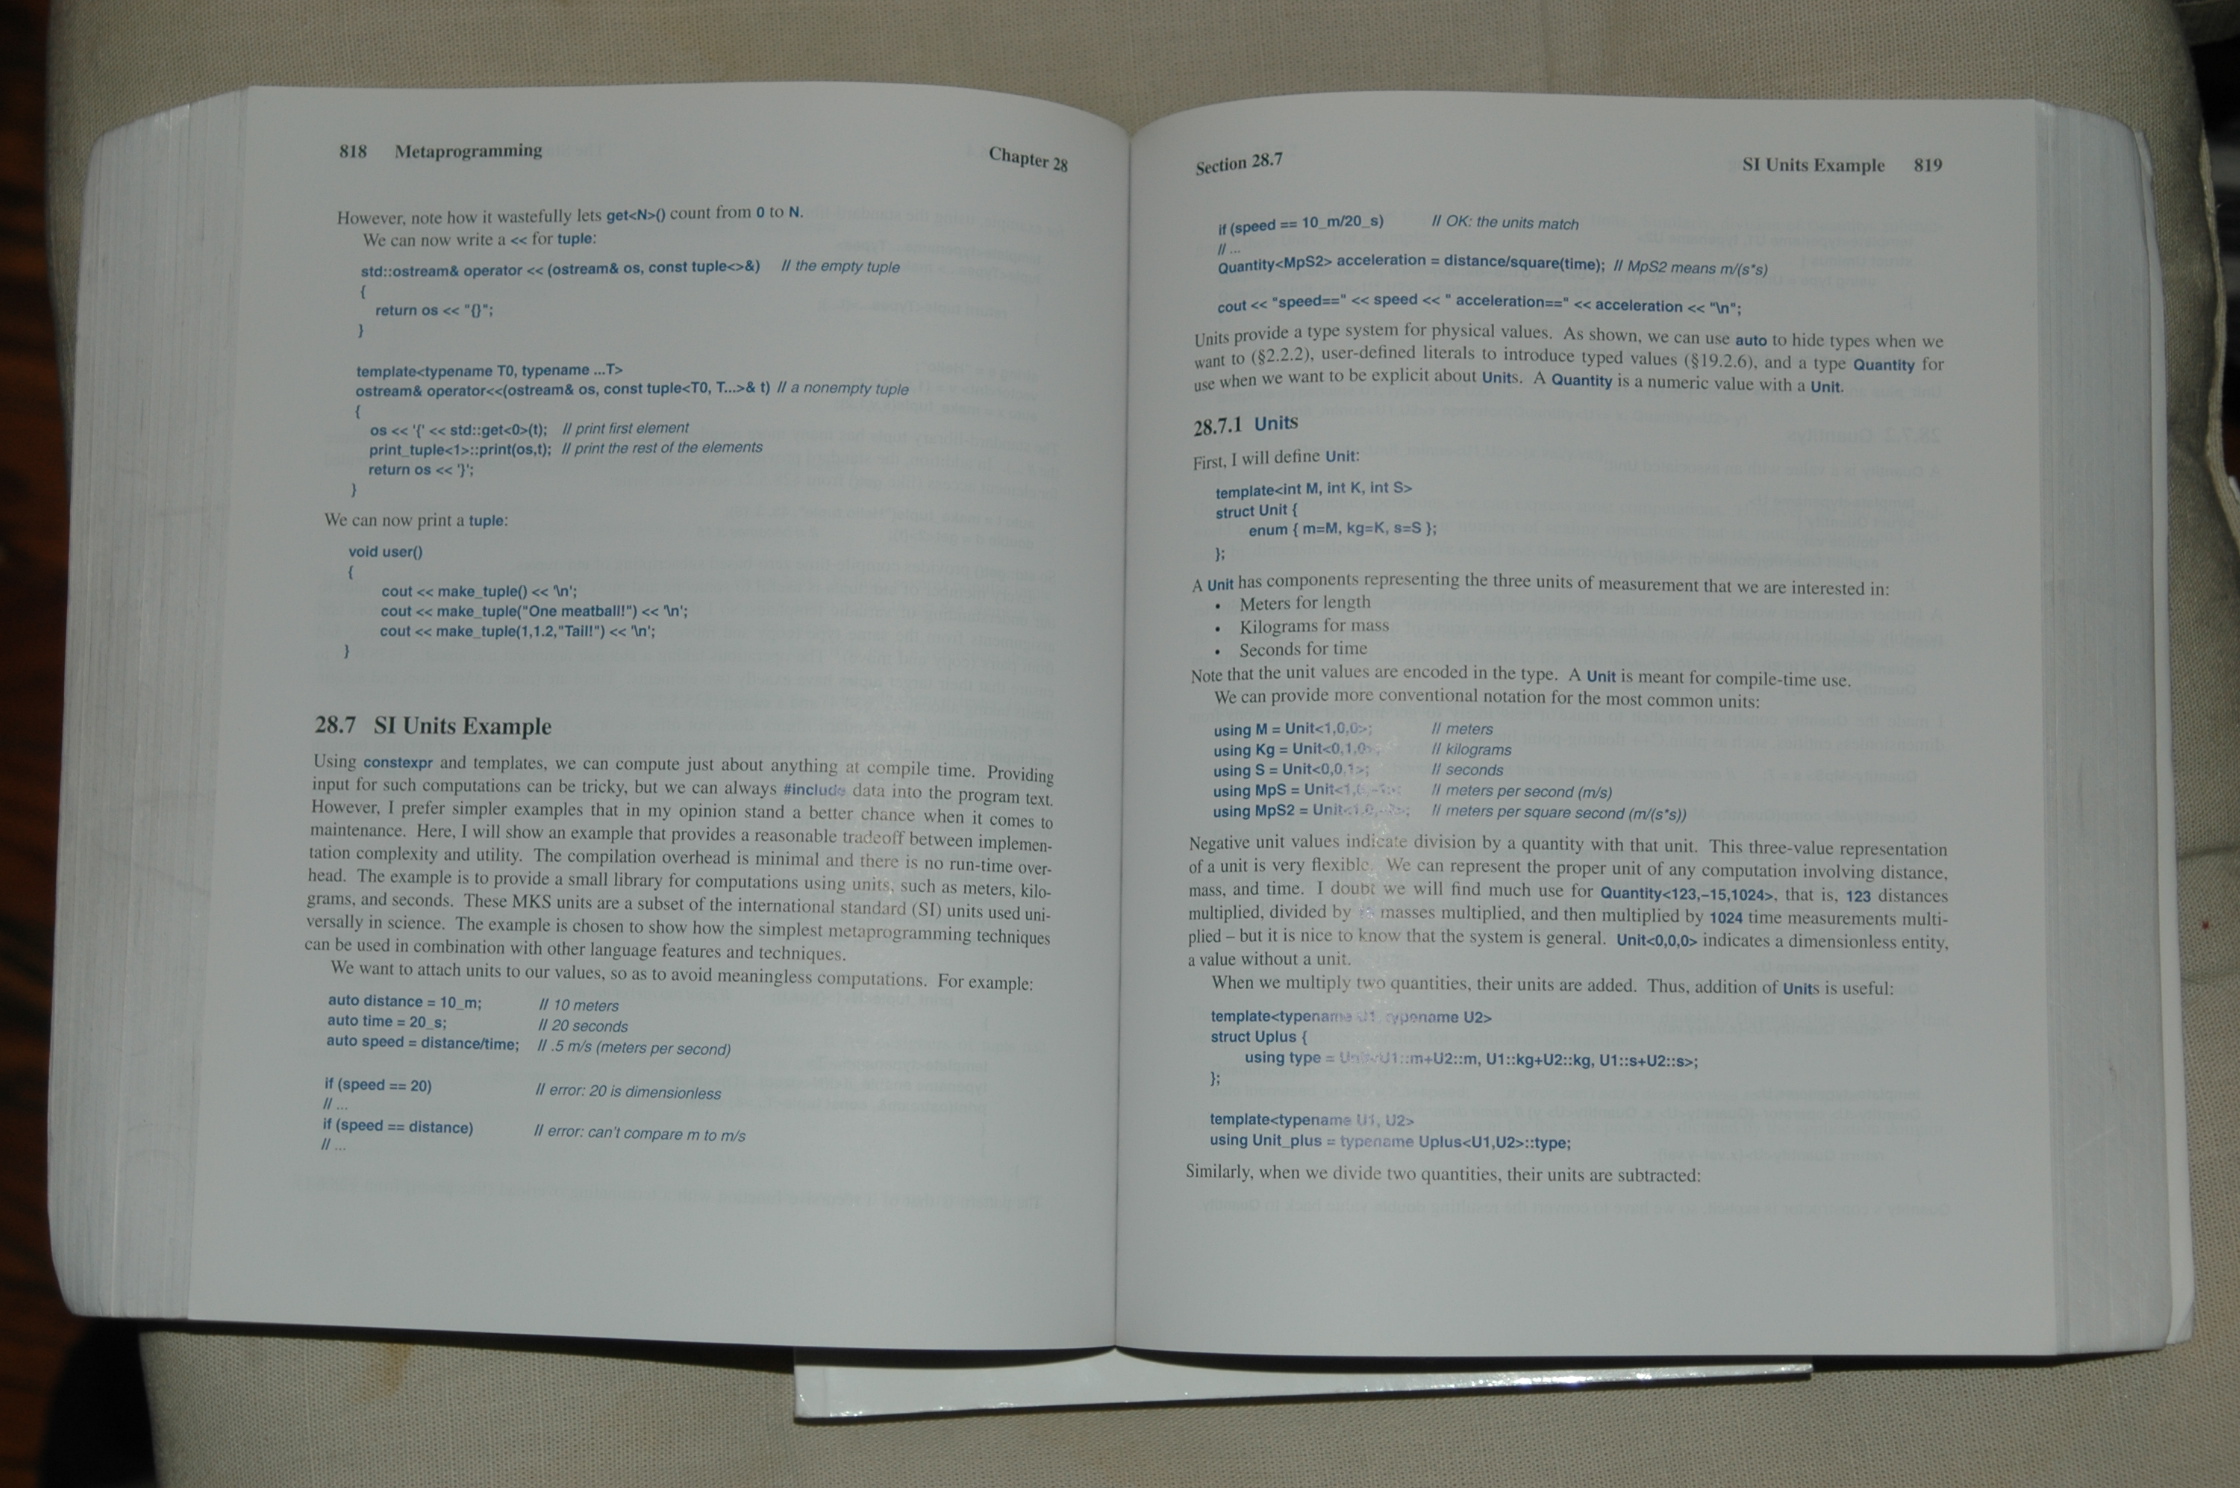 818 Metaprogramming Chapter 28
However, note how it wastefully lets get<N>() count from 0 to N.
We can now write a << for tuple:
std::ostream& operator << (ostream& os, const tuple<>&) // the empty tuple
{
return os << "{}";
}
template<typename T0, typename ...T>
ostream& operator<<(ostream& os, const tuple<T0, T...>& t) // a nonempty tuple
{
os << '{' << std::get<0>(t); // print first element
print_tuple<1>::print(os,t); // print the rest of the elements
return os << '}';
}
We can now print a tuple:
void user()
{
cout << make_tuple() << '\n';
cout << make_tuple("One meatball!") << '\n';
cout << make_tuple(1,1.2,"Tail!") << '\n';
}
28.7 SI Units Example
Using constexpr and templates, we can compute just about anything at compile time. Providing
input for such computations can be tricky, but we can always #include data into the program text.
However, I prefer simpler examples that in my opinion stand a better chance when it comes to
maintenance. Here, I will show an example that provides a reasonable tradeoff between implemen-
tation complexity and utility. The compilation overhead is minimal and there is no run-time over-
head. The example is to provide a small library for computations using units, such as meters, kilo-
grams, and seconds. These MKS units are a subset of the international standard (SI) units used uni-
versally in science. The example is chosen to show how the simplest metaprogramming techniques
can be used in combination with other language features and techniques.
We want to attach units to our values, so as to avoid meaningless computations. For example:
auto distance = 10_m; // 10 meters
auto time = 20_s; // 20 seconds
auto speed = distance/time; // .5 m/s (meters per second)
if (speed == 20) // error: 20 is dimensionless
// ...
if (speed == distance) // error: can't compare m to m/s
// ...
Section 28.7 SI Units Example 819
if (speed == 10_m/20_s) // OK: the units match
// ...
Quantity<MpS2> acceleration = distance/square(time); // MpS2 means m/(s*s)
cout << "speed==" << speed << " acceleration==" << acceleration << "\n";
Units provide a type system for physical values. As shown, we can use auto to hide types when we
want to (§2.2.2), user-defined literals to introduce typed values (§19.2.6), and a type Quantity for
use when we want to be explicit about Units. A Quantity is a numeric value with a Unit.
28.7.1 Units
First, I will define Unit:
template<int M, int K, int S>
struct Unit {
enum { m=M, kg=K, s=S };
};
A Unit has components representing the three units of measurement that we are interested in:
• Meters for length
• Kilograms for mass
• Seconds for time
Note that the unit values are encoded in the type. A Unit is meant for compile-time use.
We can provide more conventional notation for the most common units:
using M = Unit<1,0,0>; // meters
using Kg = Unit<0,1,0>; // kilograms
using S = Unit<0,0,1>; // seconds
using MpS = // meters per second (m/s)
using MpS2 = // meters per square second (m/(s*s))
Negative unit values indicate division by a quantity with that unit. This three-value representation
of a unit is very flexible. We can represent the proper unit of any computation involving distance,
mass, and time. I doubt we will find much use for Quantity<123,−15,1024>, that is, 123 distances
multiplied, divided by masses multiplied, and then multiplied by 1024 time measurements multi-
plied – but it is nice to know that the system is general. Unit<0,0,0> indicates a dimensionless entity,
a value without a unit.
When we multiply two quantities, their units are added. Thus, addition of Units is useful:
template<typename U1, typename U2>
struct Uplus {
using type = Unit<U1::m+U2::m, U1::kg+U2::kg, U1::s+U2::s>;
};
template<typename U1, U2>
using Unit_plus = typename Uplus<U1,U2>::type;
Similarly, when we divide two quantities, their units are subtracted: